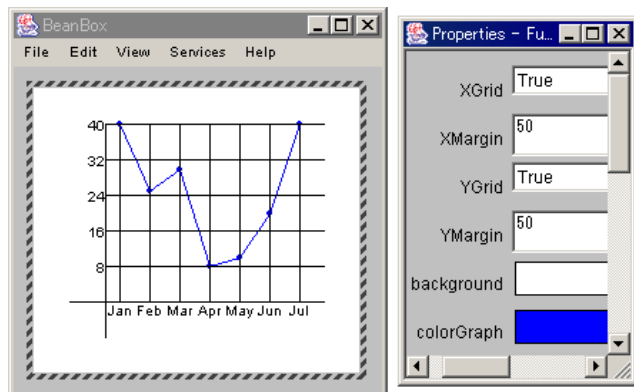 BeanBox
File Edit View Services Help
40
32
24
16
8
Jan Feb Mar Apr May Jun Jul
Properties - Fu...
XGrid True
XMargin 50
YGrid True
YMargin 50
background
colorGraph